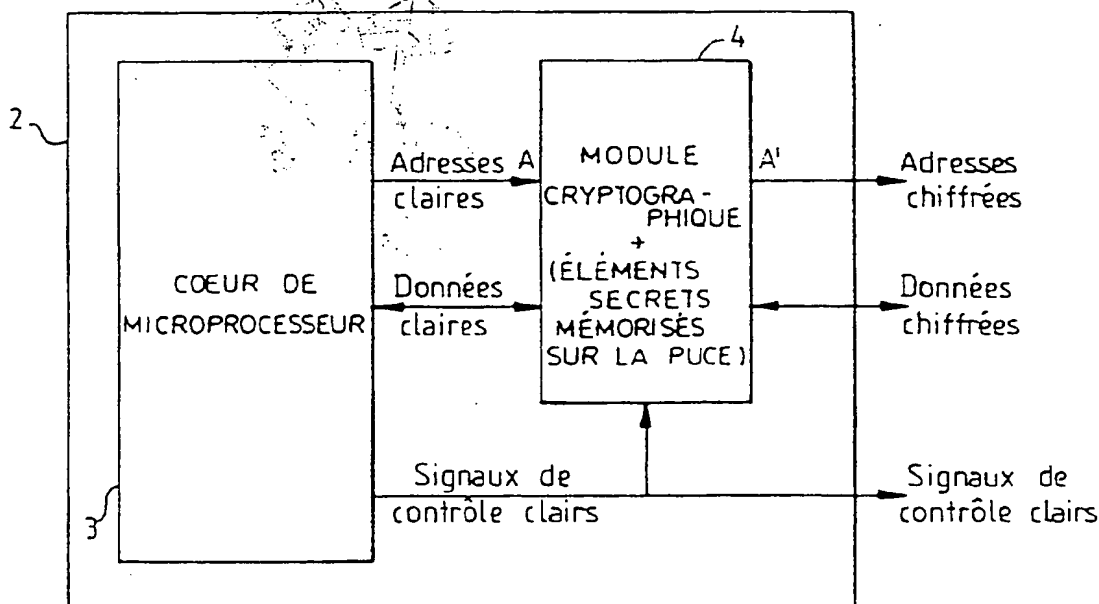 4
2
Adresses A
claires
MODULE
CRYPTOGRA-
PHIQUE
+
(ÉLÉMENTS
SECRETS
MÉMORISÉS
SUR LA PUCE)
A'
Adresses
chiffrées
COEUR DE
MICROPROCESSEUR
Données
claires
Données
chiffrées
3
Signaux de
contrôle clairs
Signaux de
contrôle clairs